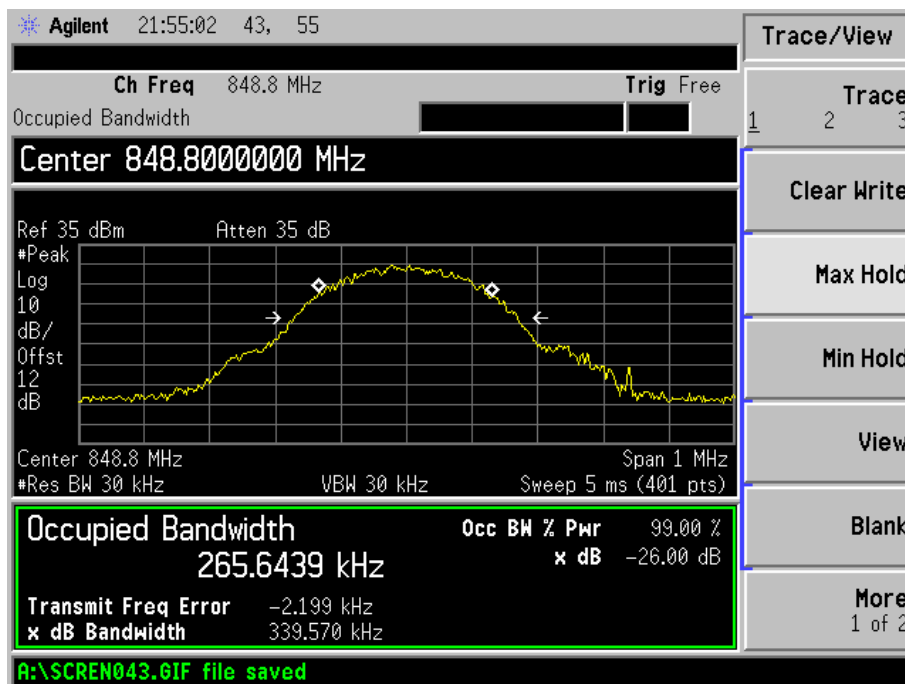 Agilent 21:55:02 43, 55
Trace/View
Ch Freq 848.8 MHz Trig Free
Occupied Bandwidth
Trace
1 2 3
Center 848.8000000 MHz
Clear Write
Ref 35 dBm Atten 35 dB
#Peak
Log
10
dB/
Offst
12
dB
Max Hold
Min Hold
View
Center 848.8 MHz Span 1 MHz
#Res BW 30 kHz VBW 30 kHz Sweep 5 ms (401 pts)
Occupied Bandwidth Occ BW % Pwr 99.00 %
265.6439 kHz x dB -26.00 dB
Blank
Transmit Freq Error -2.199 kHz
x dB Bandwidth 339.570 kHz
More
1 of 2
A:\SCREN043.GIF file saved